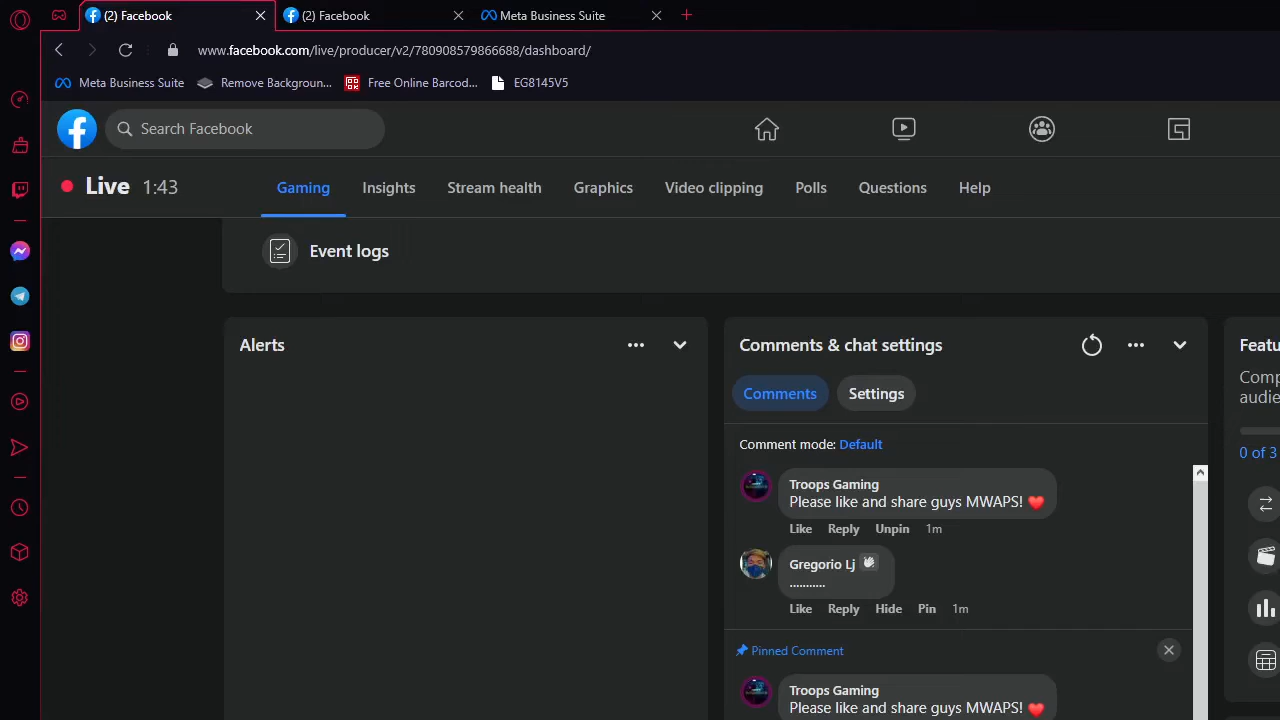 (2) Facebook
(2) Facebook
Meta Business Suite
www.facebook.com/live/producer/v2/780908579866688/dashboard/
Meta Business Suite
Remove Backgroun...
Free Online Barcod...
EG8145V5
Search Facebook
Live 1:43
Gaming
Insights
Stream health
Graphics
Video clipping
Polls
Questions
Help
Event logs
Alerts
Comments & chat settings
Comments
Settings
Comment mode: Default
Troops Gaming
Please like and share guys MWAPS! ❤️
Like Reply Unpin 1m
Gregorio Lj
...........
Like Reply Hide Pin 1m
Pinned Comment
Troops Gaming
Please like and share guys MWAPS! ❤️
Featu
Comp
audie
0 of 3